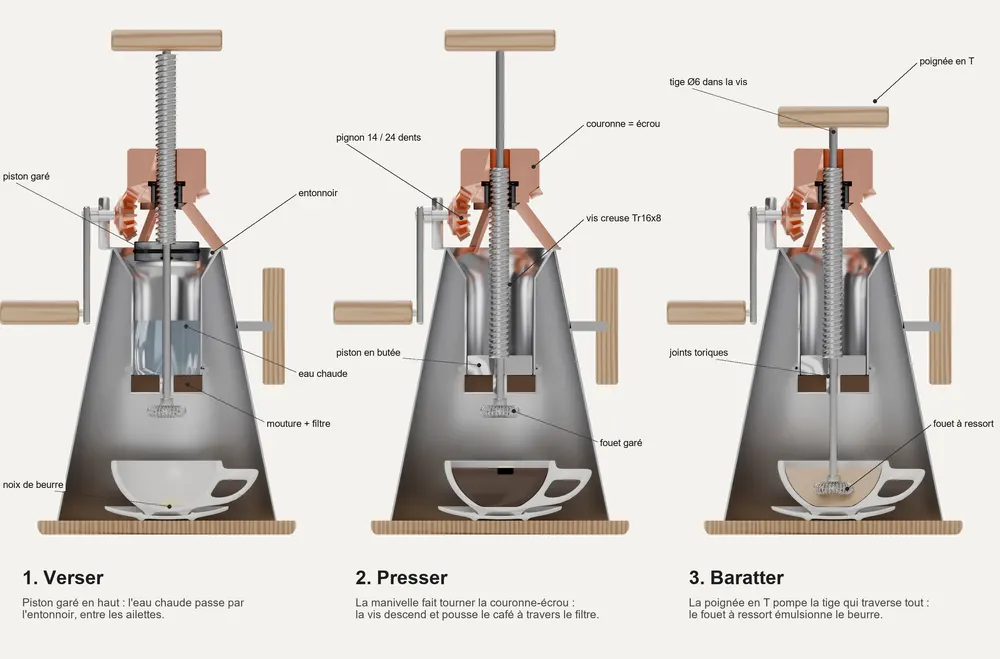 poignée en T
tige Ø6 dans la vis
couronne = écrou
pignon 14 / 24 dents
piston garé
entonnoir
vis creuse Tr16x8
piston en butée
joints toriques
eau chaude
mouture + filtre
fouet à ressort
fouet garé
noix de beurre
1. Verser
Piston garé en haut : l'eau chaude passe par
l'entonnoir, entre les ailettes.
2. Presser
La manivelle fait tourner la couronne-écrou :
la vis descend et pousse le café à travers le filtre.
3. Baratter
La poignée en T pompe la tige qui traverse tout :
le fouet à ressort émulsionne le beurre.